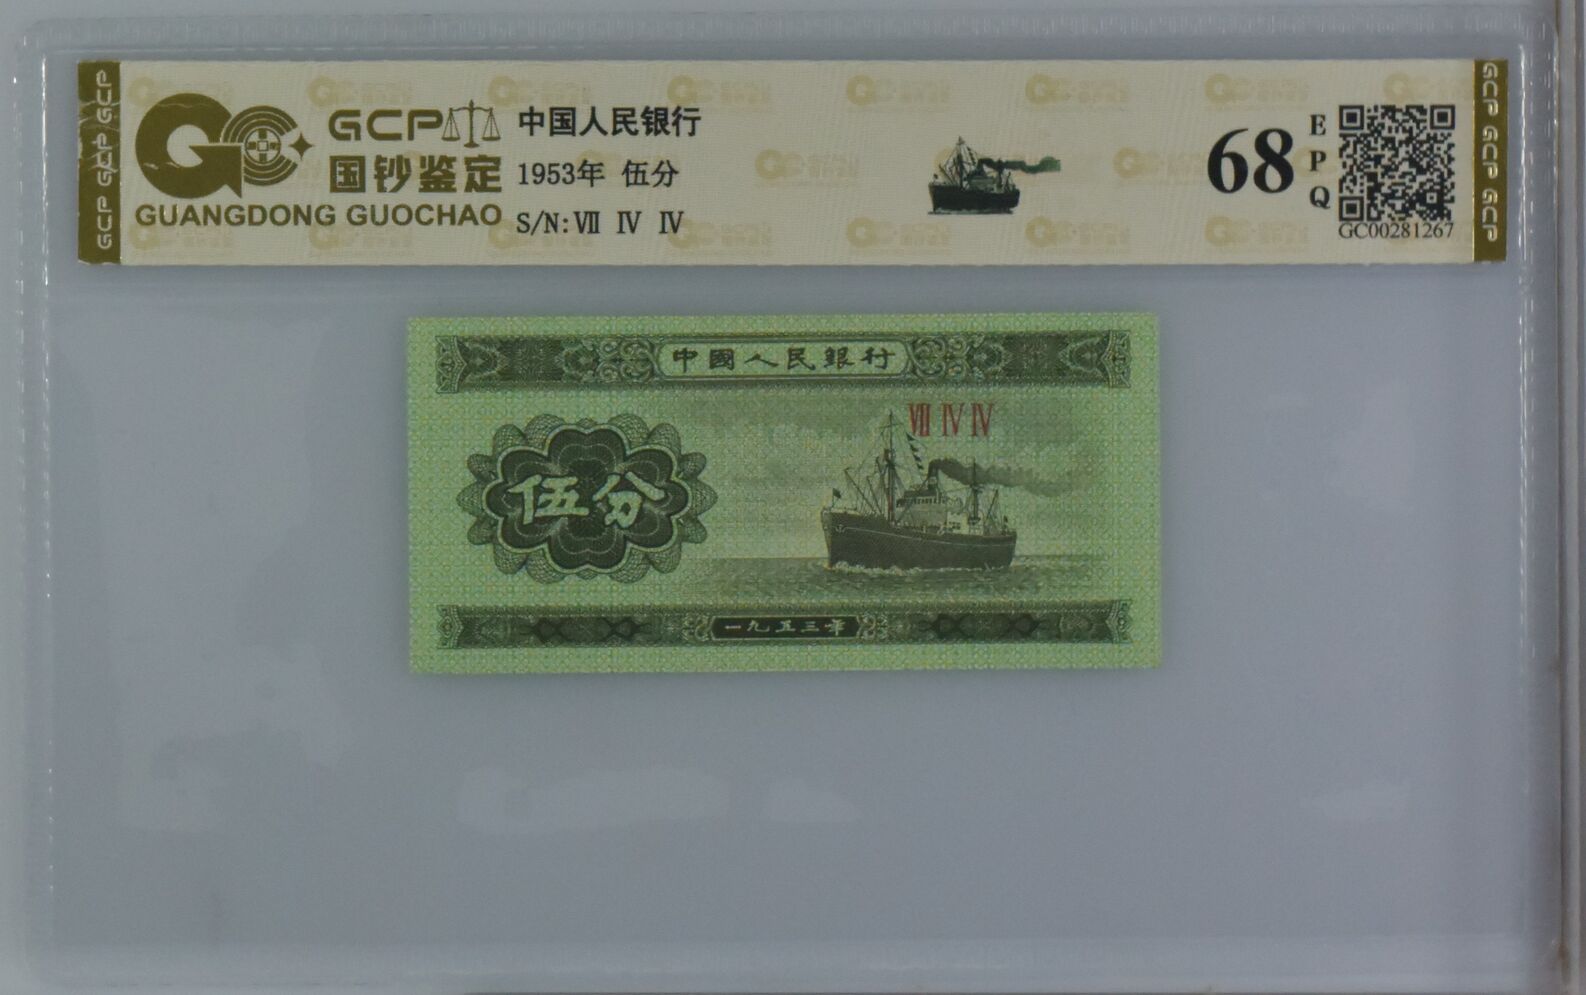 GCP
国钞鉴定
GUANGDONG GUOCHAO
中国人民银行
1953年 伍分
S/N: Ⅶ Ⅳ Ⅳ
68
EPQ
GC00281267
GCP GCP GCP
GCP GCP GCP
中國人民銀行
Ⅶ Ⅳ Ⅳ
伍分
一九五三年